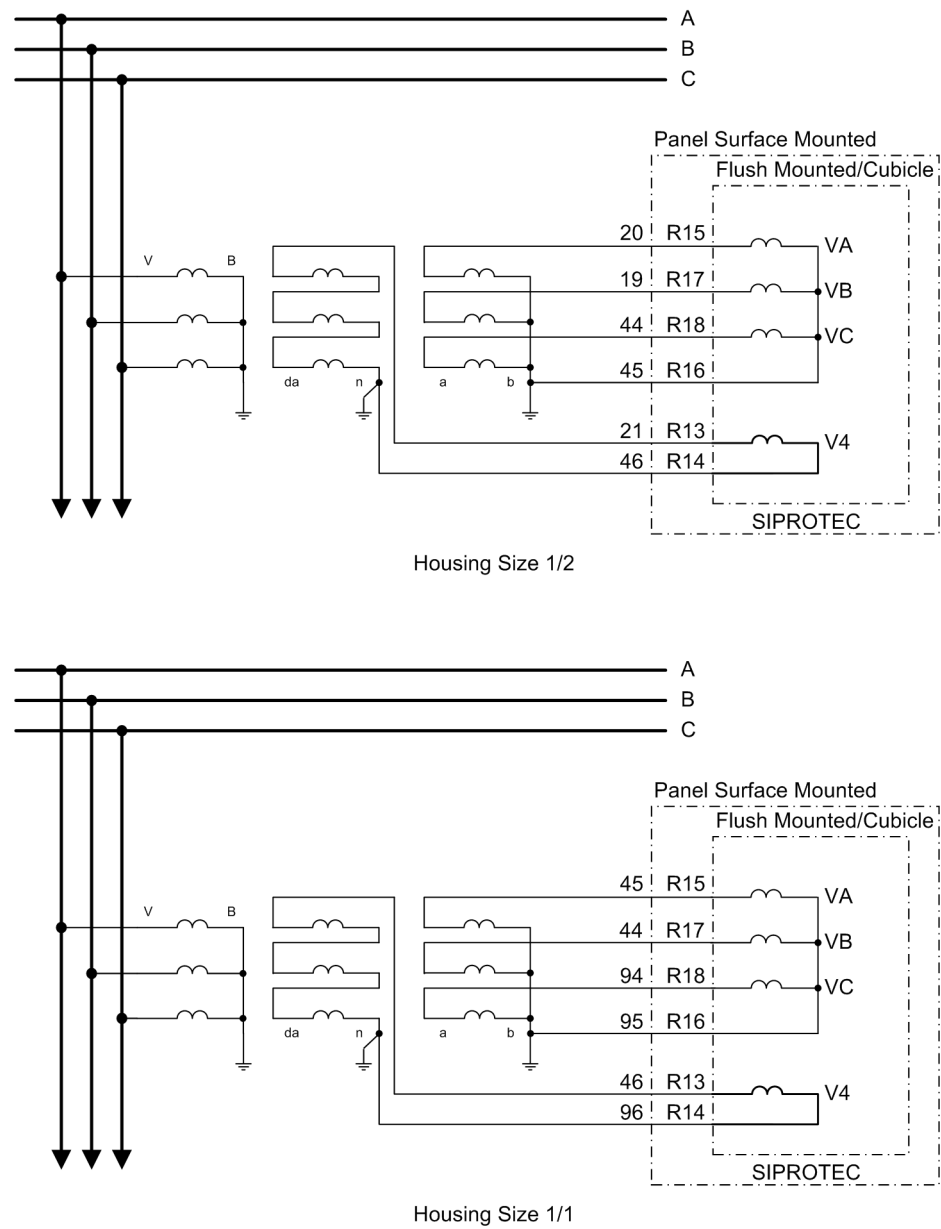 A
B
C
Panel Surface Mounted
Flush Mounted/Cubicle
20 R15 VA
V B
19 R17 VB
44 R18 VC
45 R16
da n a b
21 R13 V4
46 R14
SIPROTEC
Housing Size 1/2
A
B
C
Panel Surface Mounted
Flush Mounted/Cubicle
45 R15 VA
V B
44 R17 VB
94 R18 VC
95 R16
da n a b
46 R13 V4
96 R14
SIPROTEC
Housing Size 1/1